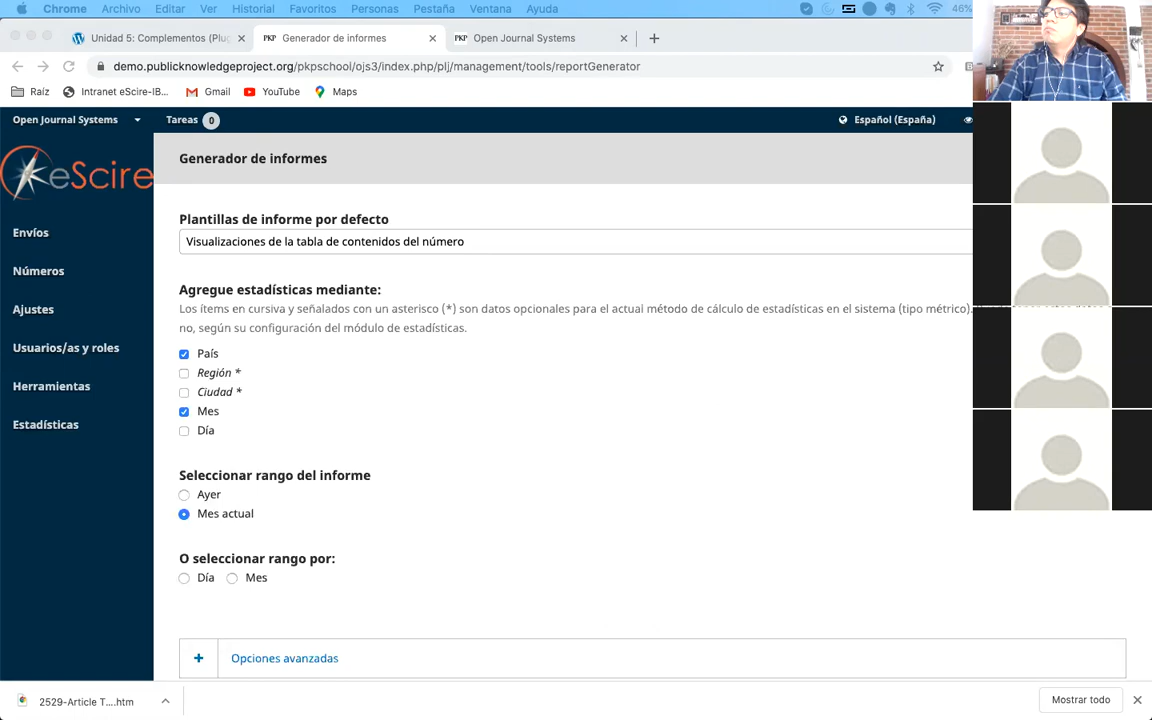 Chrome Archivo Editar Ver Historial Favoritos Personas Pestaña Ventana Ayuda 46%
Unidad 5: Complementos (Plug
PKP Generador de informes
PKP Open Journal Systems
demo.publicknowledgeproject.org/pkpschool/ojs3/index.php/plj/management/tools/reportGenerator
Raíz Intranet eScire-IB... Gmail YouTube Maps
Open Journal Systems Tareas 0 Español (España)
eScire
Generador de informes
Envíos
Números
Ajustes
Usuarios/as y roles
Herramientas
Estadísticas
Plantillas de informe por defecto
Visualizaciones de la tabla de contenidos del número
Agregue estadísticas mediante:
Los ítems en cursiva y señalados con un asterisco (*) son datos opcionales para el actual método de cálculo de estadísticas en el sistema (tipo métrico).
no, según su configuración del módulo de estadísticas.
País
Región *
Ciudad *
Mes
Día
Seleccionar rango del informe
Ayer
Mes actual
O seleccionar rango por:
Día Mes
+ Opciones avanzadas
2529-Article T....htm
Mostrar todo